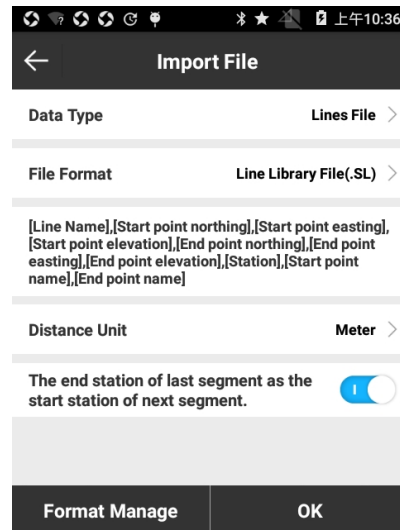 上午10:36
Import File
Data Type Lines File
File Format Line Library File(.SL)
[Line Name],[Start point northing],[Start point easting],
[Start point elevation],[End point northing],[End point
easting],[End point elevation],[Station],[Start point
name],[End point name]
Distance Unit Meter
The end station of last segment as the
start station of next segment.
Format Manage OK